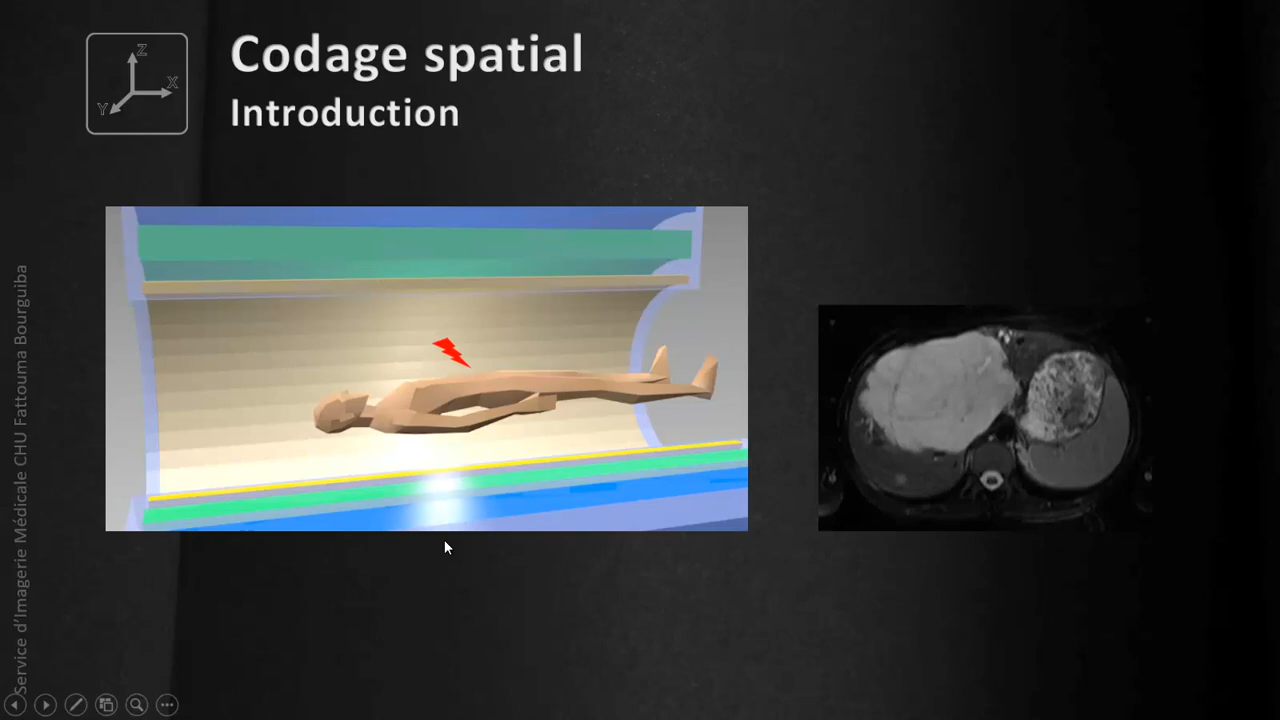 Z
X
Y
Codage spatial
Introduction
Service d'Imagerie Médicale CHU Fattouma Bourguiba